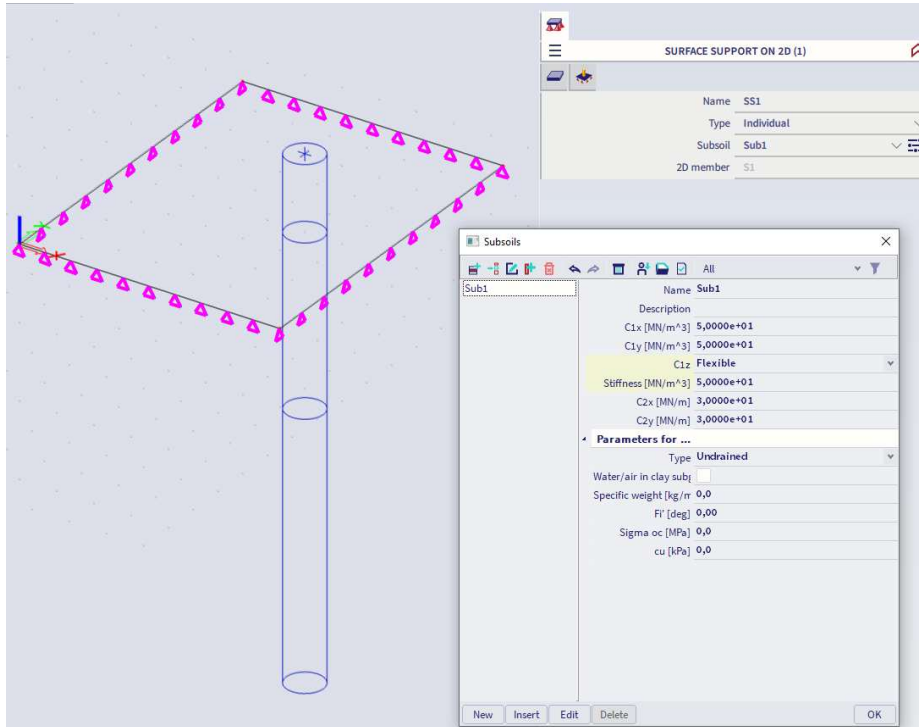 SURFACE SUPPORT ON 2D (1)
Name SS1
Type Individual
Subsoil Sub1
2D member S1
Subsoils
All
Sub1
Name Sub1
Description
C1x [MN/m^3] 5,0000e+01
C1y [MN/m^3] 5,0000e+01
C1z Flexible
Stiffness [MN/m^3] 5,0000e+01
C2x [MN/m] 3,0000e+01
C2y [MN/m] 3,0000e+01
Parameters for ...
Type Undrained
Water/air in clay subg
Specific weight [kg/m 0,0
Fi' [deg] 0,00
Sigma oc [MPa] 0,0
cu [kPa] 0,0
New Insert Edit Delete OK